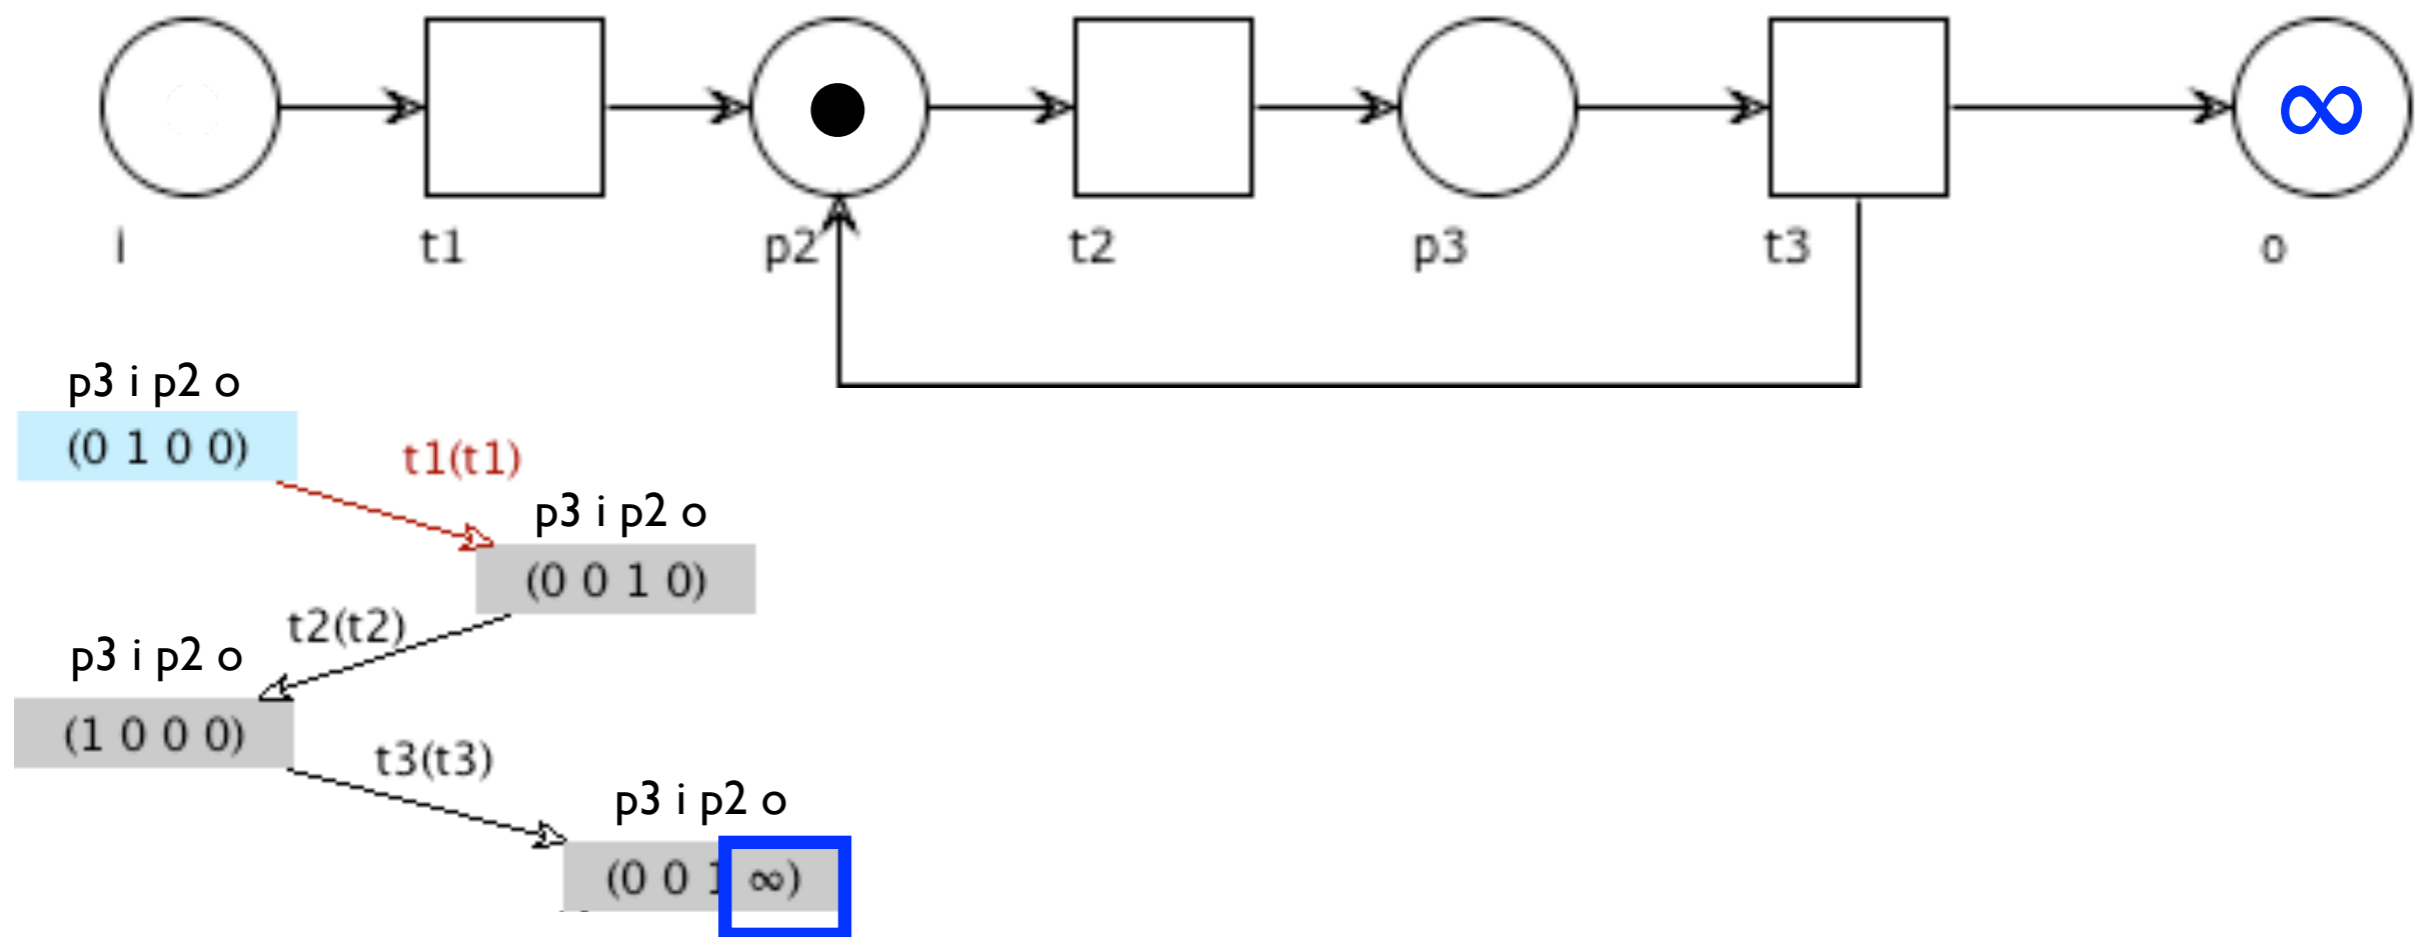 ∞
i t1 p2 t2 p3 t3 o
p3 i p2 o
(0 1 0 0)
t1(t1)
p3 i p2 o
(0 0 1 0)
t2(t2)
p3 i p2 o
(1 0 0 0)
t3(t3)
p3 i p2 o
(0 0 1 ∞)